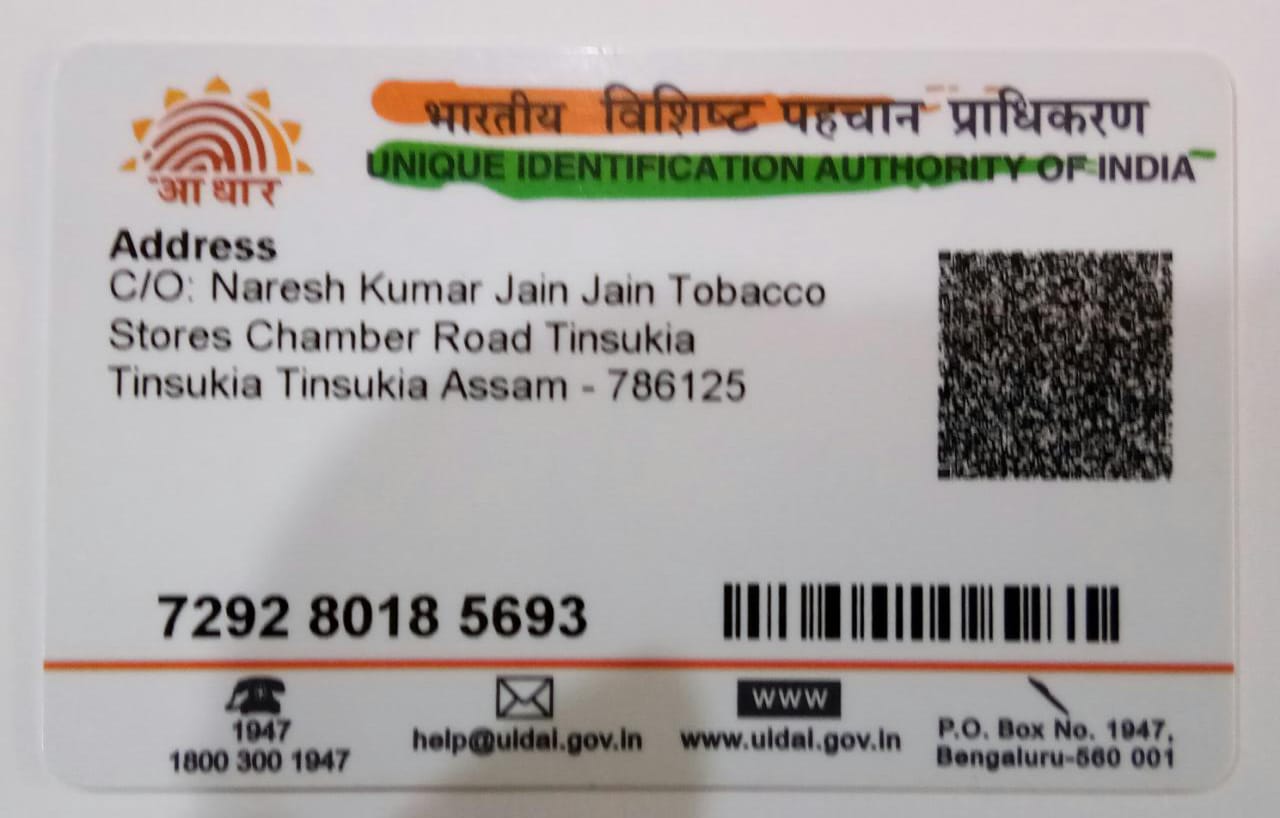 भारतीय विशिष्ट पहचान प्राधिकरण
UNIQUE IDENTIFICATION AUTHORITY OF INDIA
आधार
Address
C/O: Naresh Kumar Jain Jain Tobacco
Stores Chamber Road Tinsukia
Tinsukia Tinsukia Assam - 786125
7292 8018 5693
1947
1800 300 1947
help@uidai.gov.in
WWW
www.uidai.gov.in
P.O. Box No. 1947,
Bengaluru-560 001